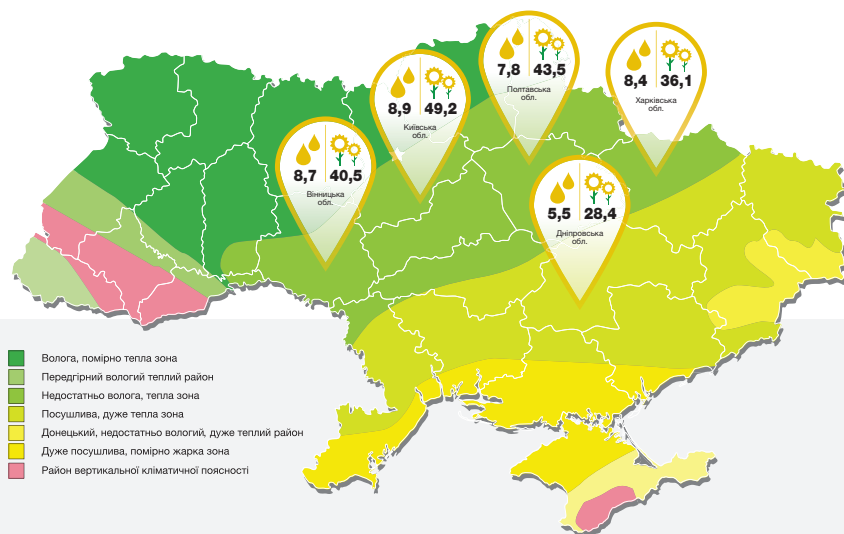 7,8 43,5
Полтавська
обл.
8,4 36,1
Харківська
обл.
8,9 49,2
Київська
обл.
8,7 40,5
Вінницька
обл.
5,5 28,4
Дніпровська
обл.
Волога, помірно тепла зона
Передгірний вологий теплий район
Недостатньо волога, тепла зона
Посушлива, дуже тепла зона
Донецький, недостатньо вологий, дуже теплий район
Дуже посушлива, помірно жарка зона
Район вертикальної кліматичної поясності